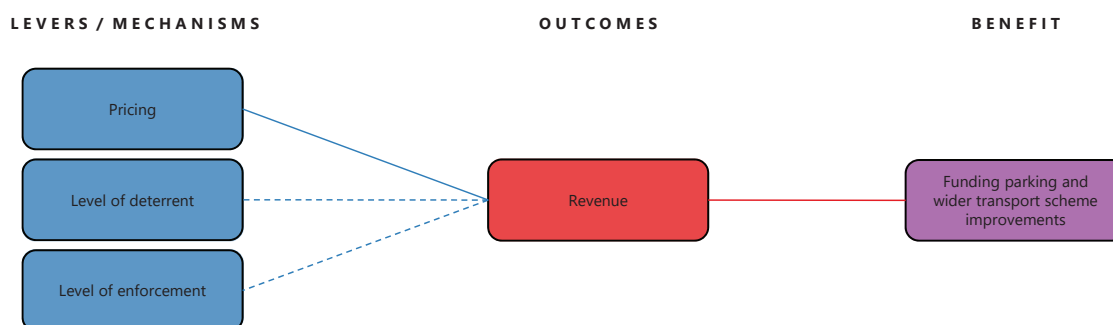 LEVERS / MECHANISMS
OUTCOMES
BENEFIT
Pricing
Level of deterrent
Level of enforcement
Revenue
Funding parking and
wider transport scheme
improvements